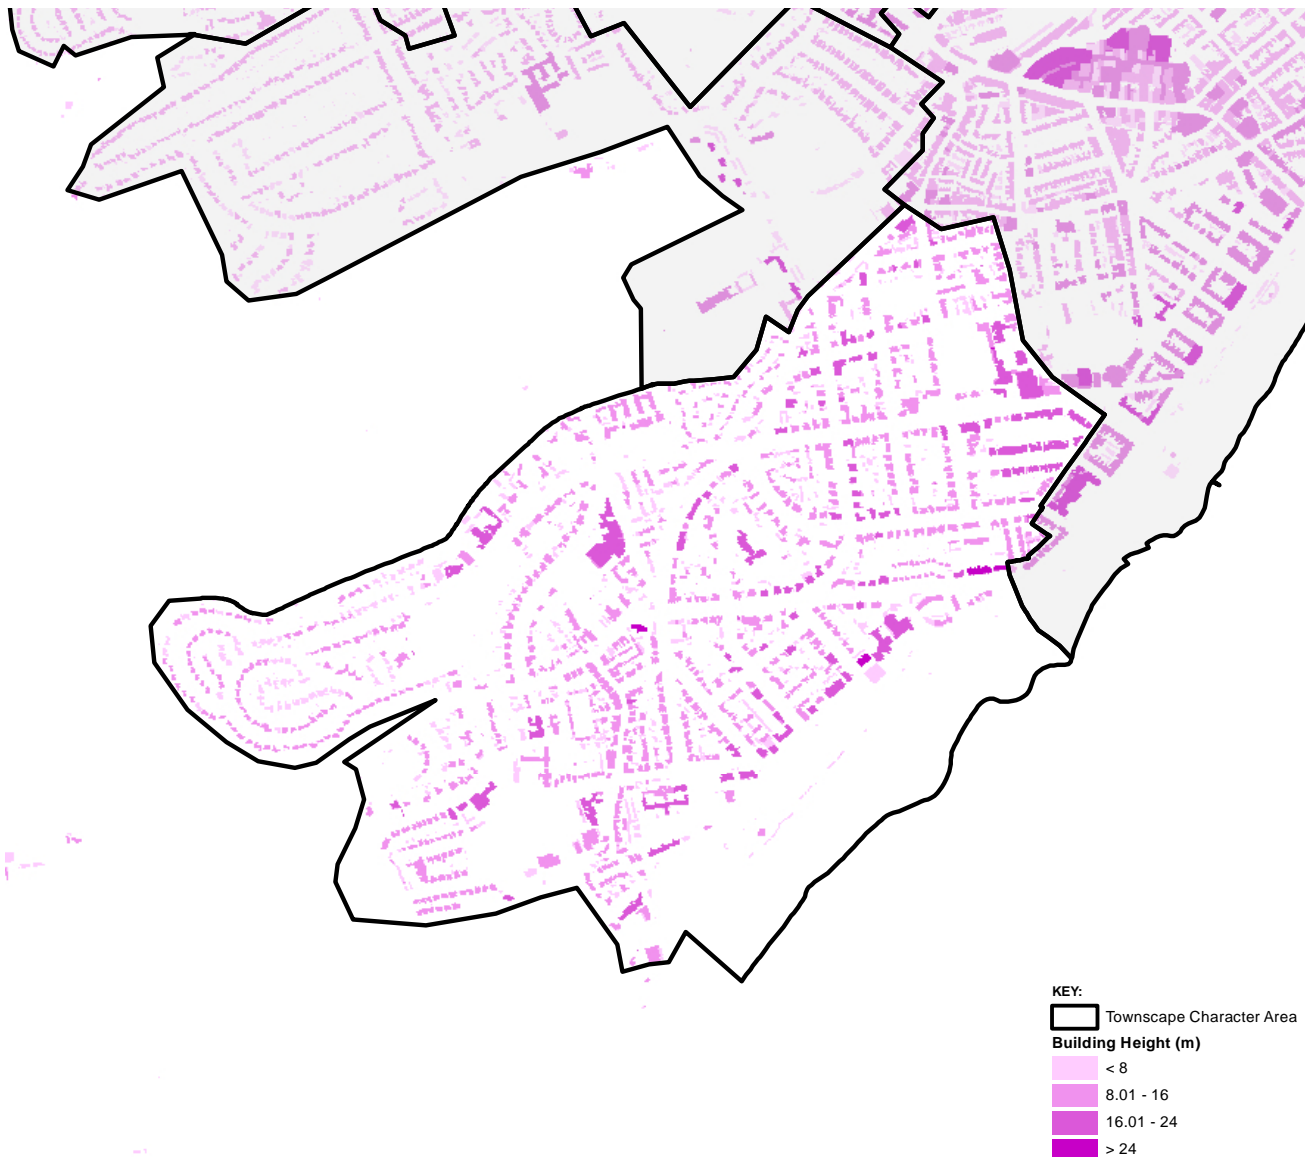 KEY:
Townscape Character Area
Building Height (m)
< 8
8.01 - 16
16.01 - 24
> 24